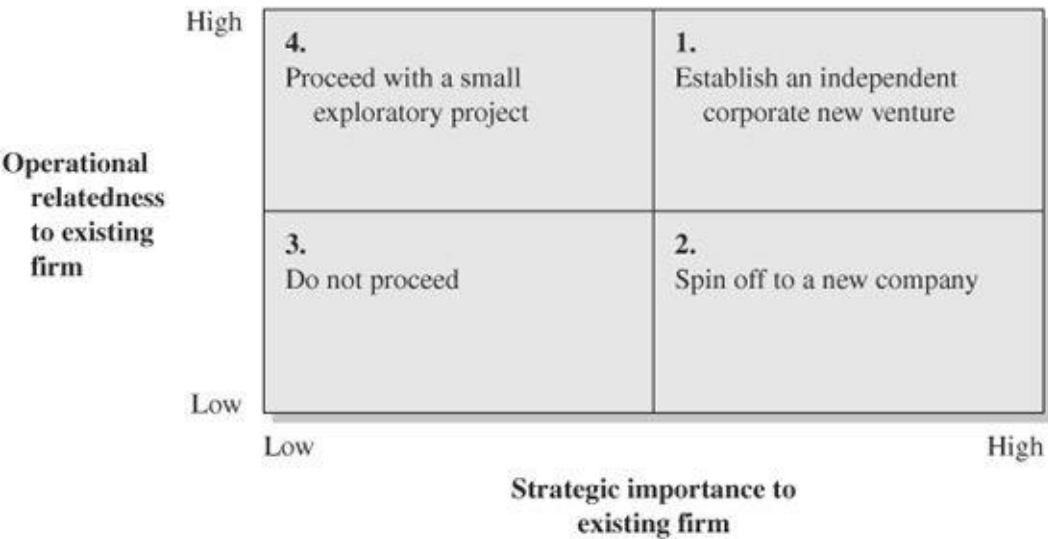 High
4.
Proceed with a small
exploratory project
1.
Establish an independent
corporate new venture
Operational
relatedness
to existing
firm
3.
Do not proceed
2.
Spin off to a new company
Low
Low
High
Strategic importance to
existing firm